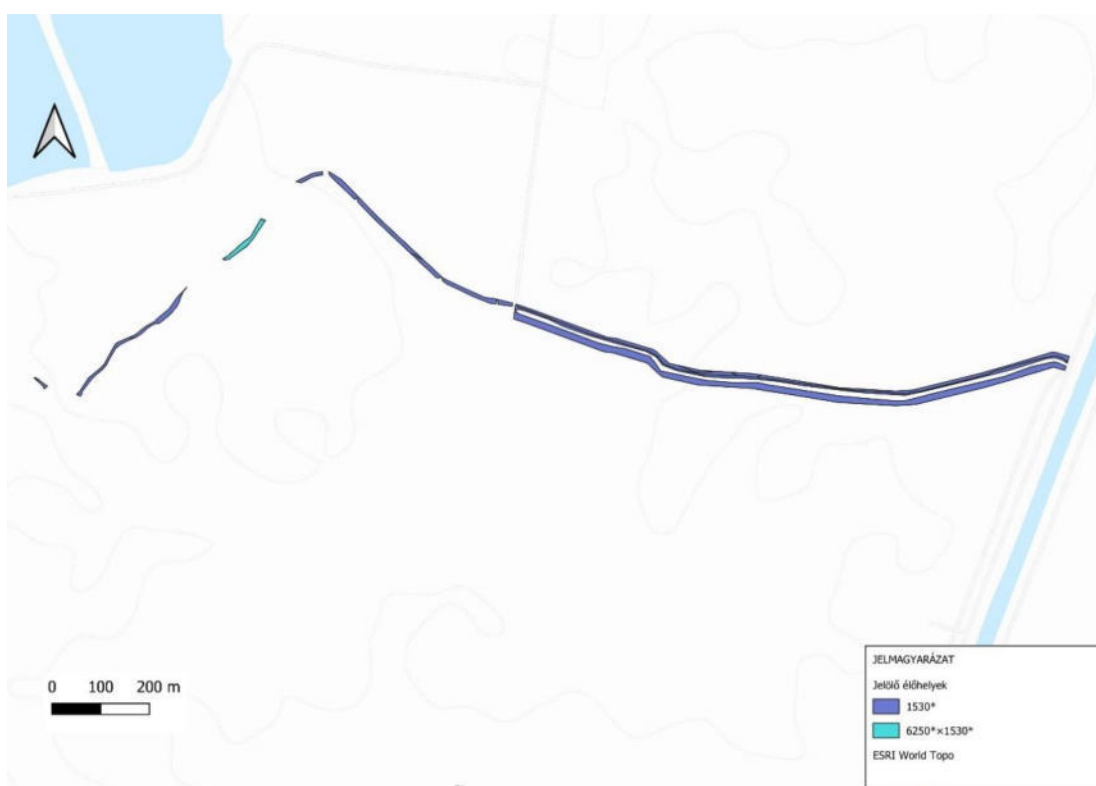 0 100 200 m
JELMAGYARÁZAT
Jelölő élőhelyek
1530*
6250*×1530*
ESRI World Topo